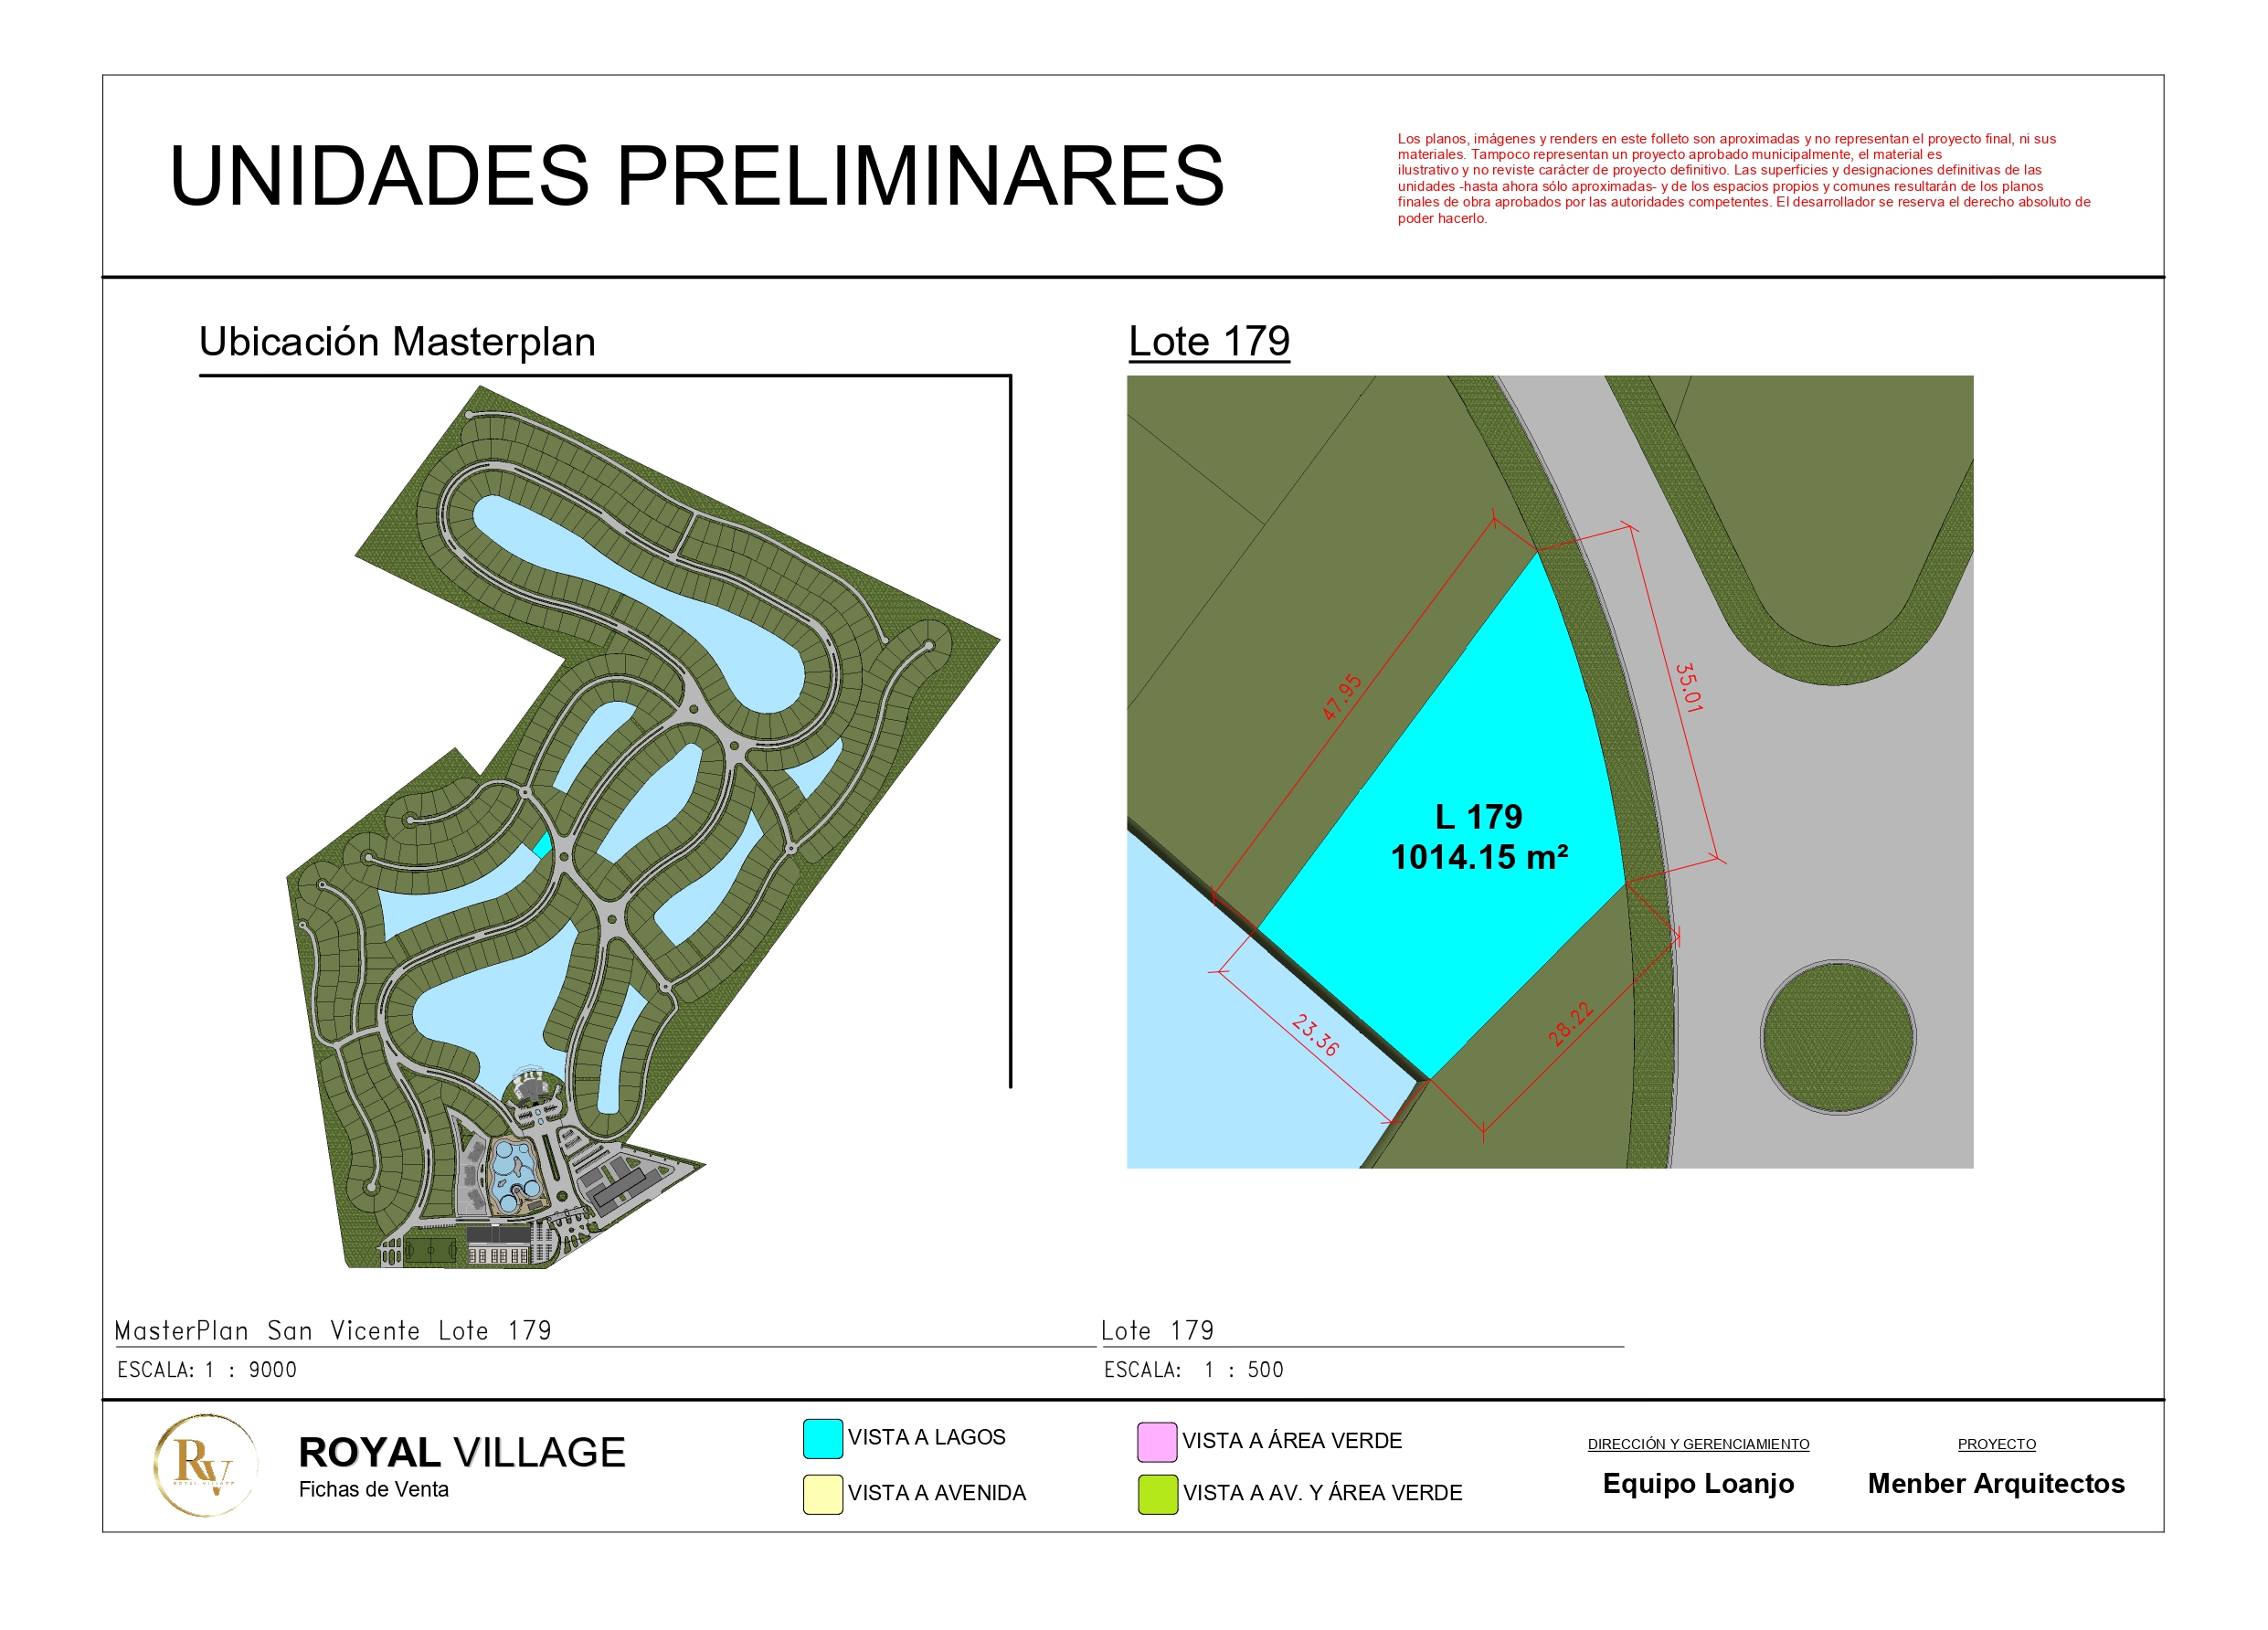 UNIDADES PRELIMINARES
Los planos, imágenes y renders en este folleto son aproximadas y no representan el proyecto final, ni sus
materiales. Tampoco representan un proyecto aprobado municipalmente, el material es
ilustrativo y no reviste carácter de proyecto definitivo. Las superficies y designaciones definitivas de las
unidades -hasta ahora sólo aproximadas- y de los espacios propios y comunes resultarán de los planos
finales de obra aprobados por las autoridades competentes. El desarrollador se reserva el derecho absoluto de
poder hacerlo.
Ubicación Masterplan
Lote 179
47.95
35.01
L 179
1014.15 m²
23.36
28.22
MasterPlan San Vicente Lote 179
ESCALA: 1 : 9000
Lote 179
ESCALA: 1 : 500
RV
ROYAL VILLAGE
ROYAL VILLAGE
Fichas de Venta
VISTA A LAGOS
VISTA A AVENIDA
VISTA A ÁREA VERDE
VISTA A AV. Y ÁREA VERDE
DIRECCIÓN Y GERENCIAMIENTO
Equipo Loanjo
PROYECTO
Menber Arquitectos